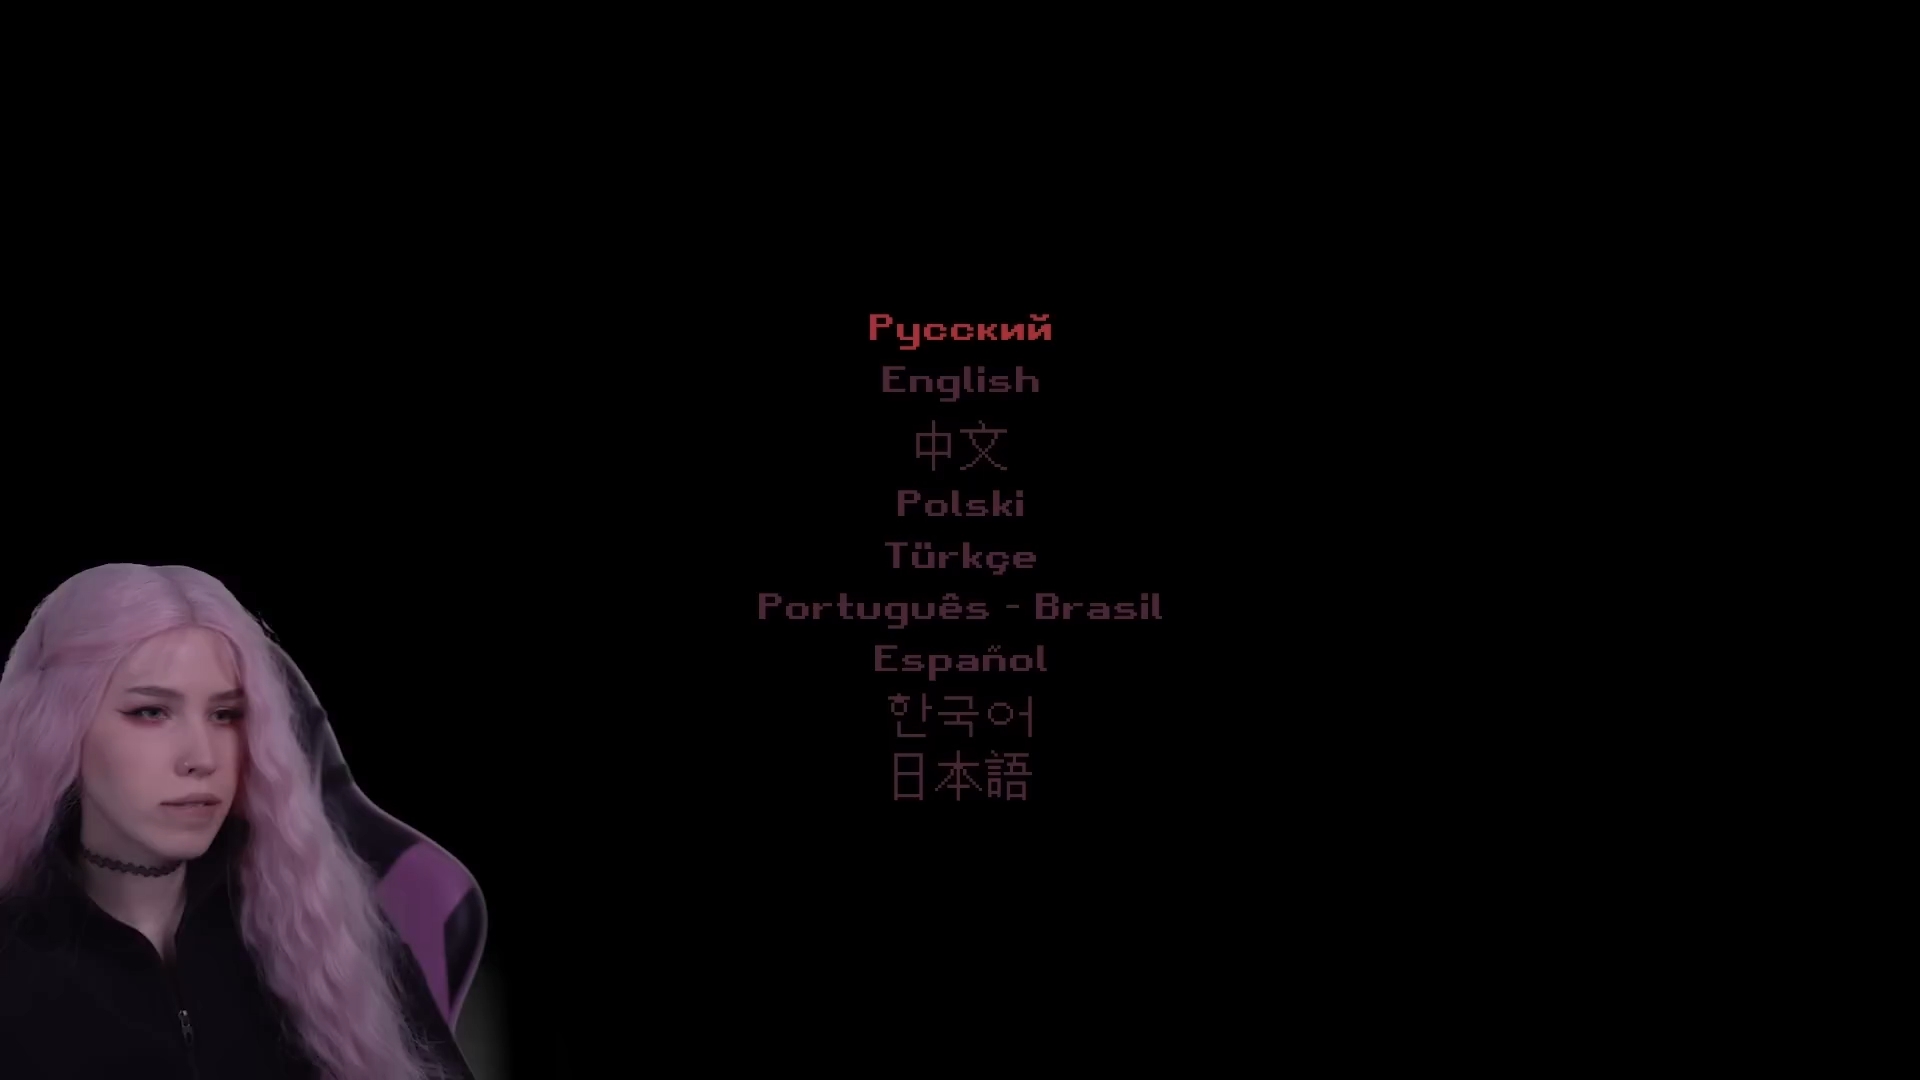 Русский
English
中文
Polski
Türkçe
Português - Brasil
Español
한국어
日本語